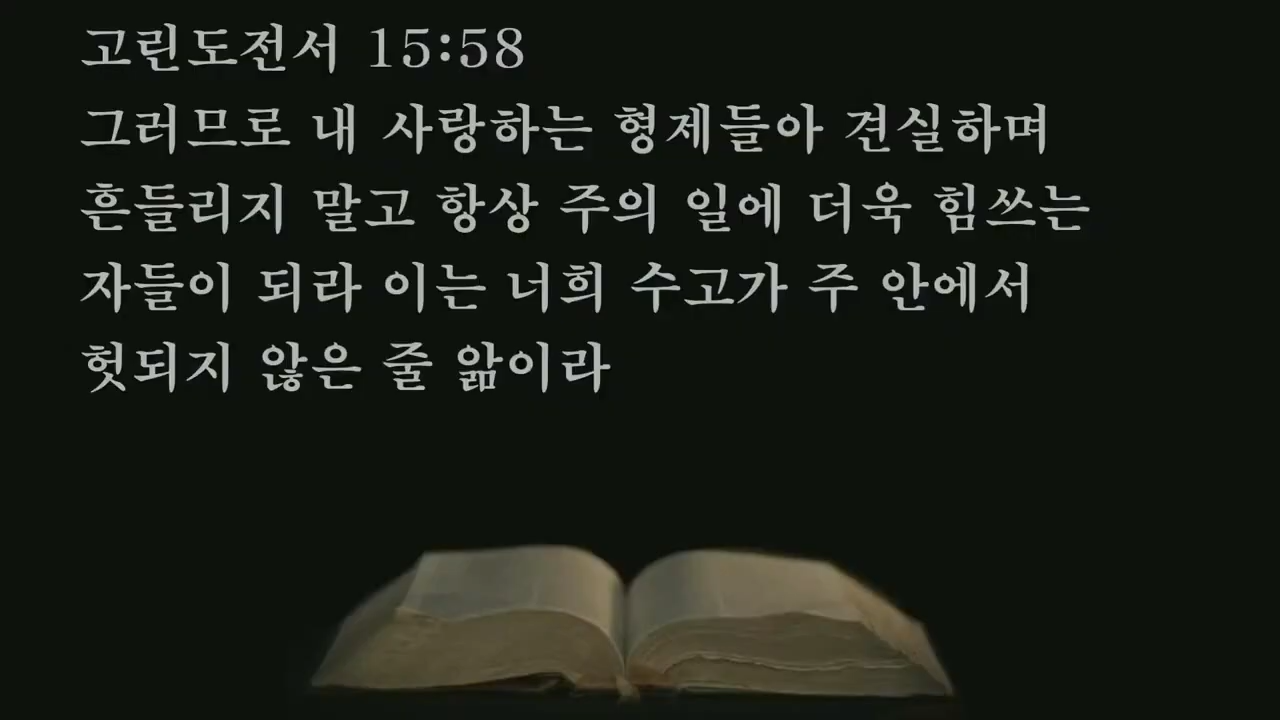 고린도전서 15:58
그러므로 내 사랑하는 형제들아 견실하며
흔들리지 말고 항상 주의 일에 더욱 힘쓰는
자들이 되라 이는 너희 수고가 주 안에서
헛되지 않은 줄 앎이라